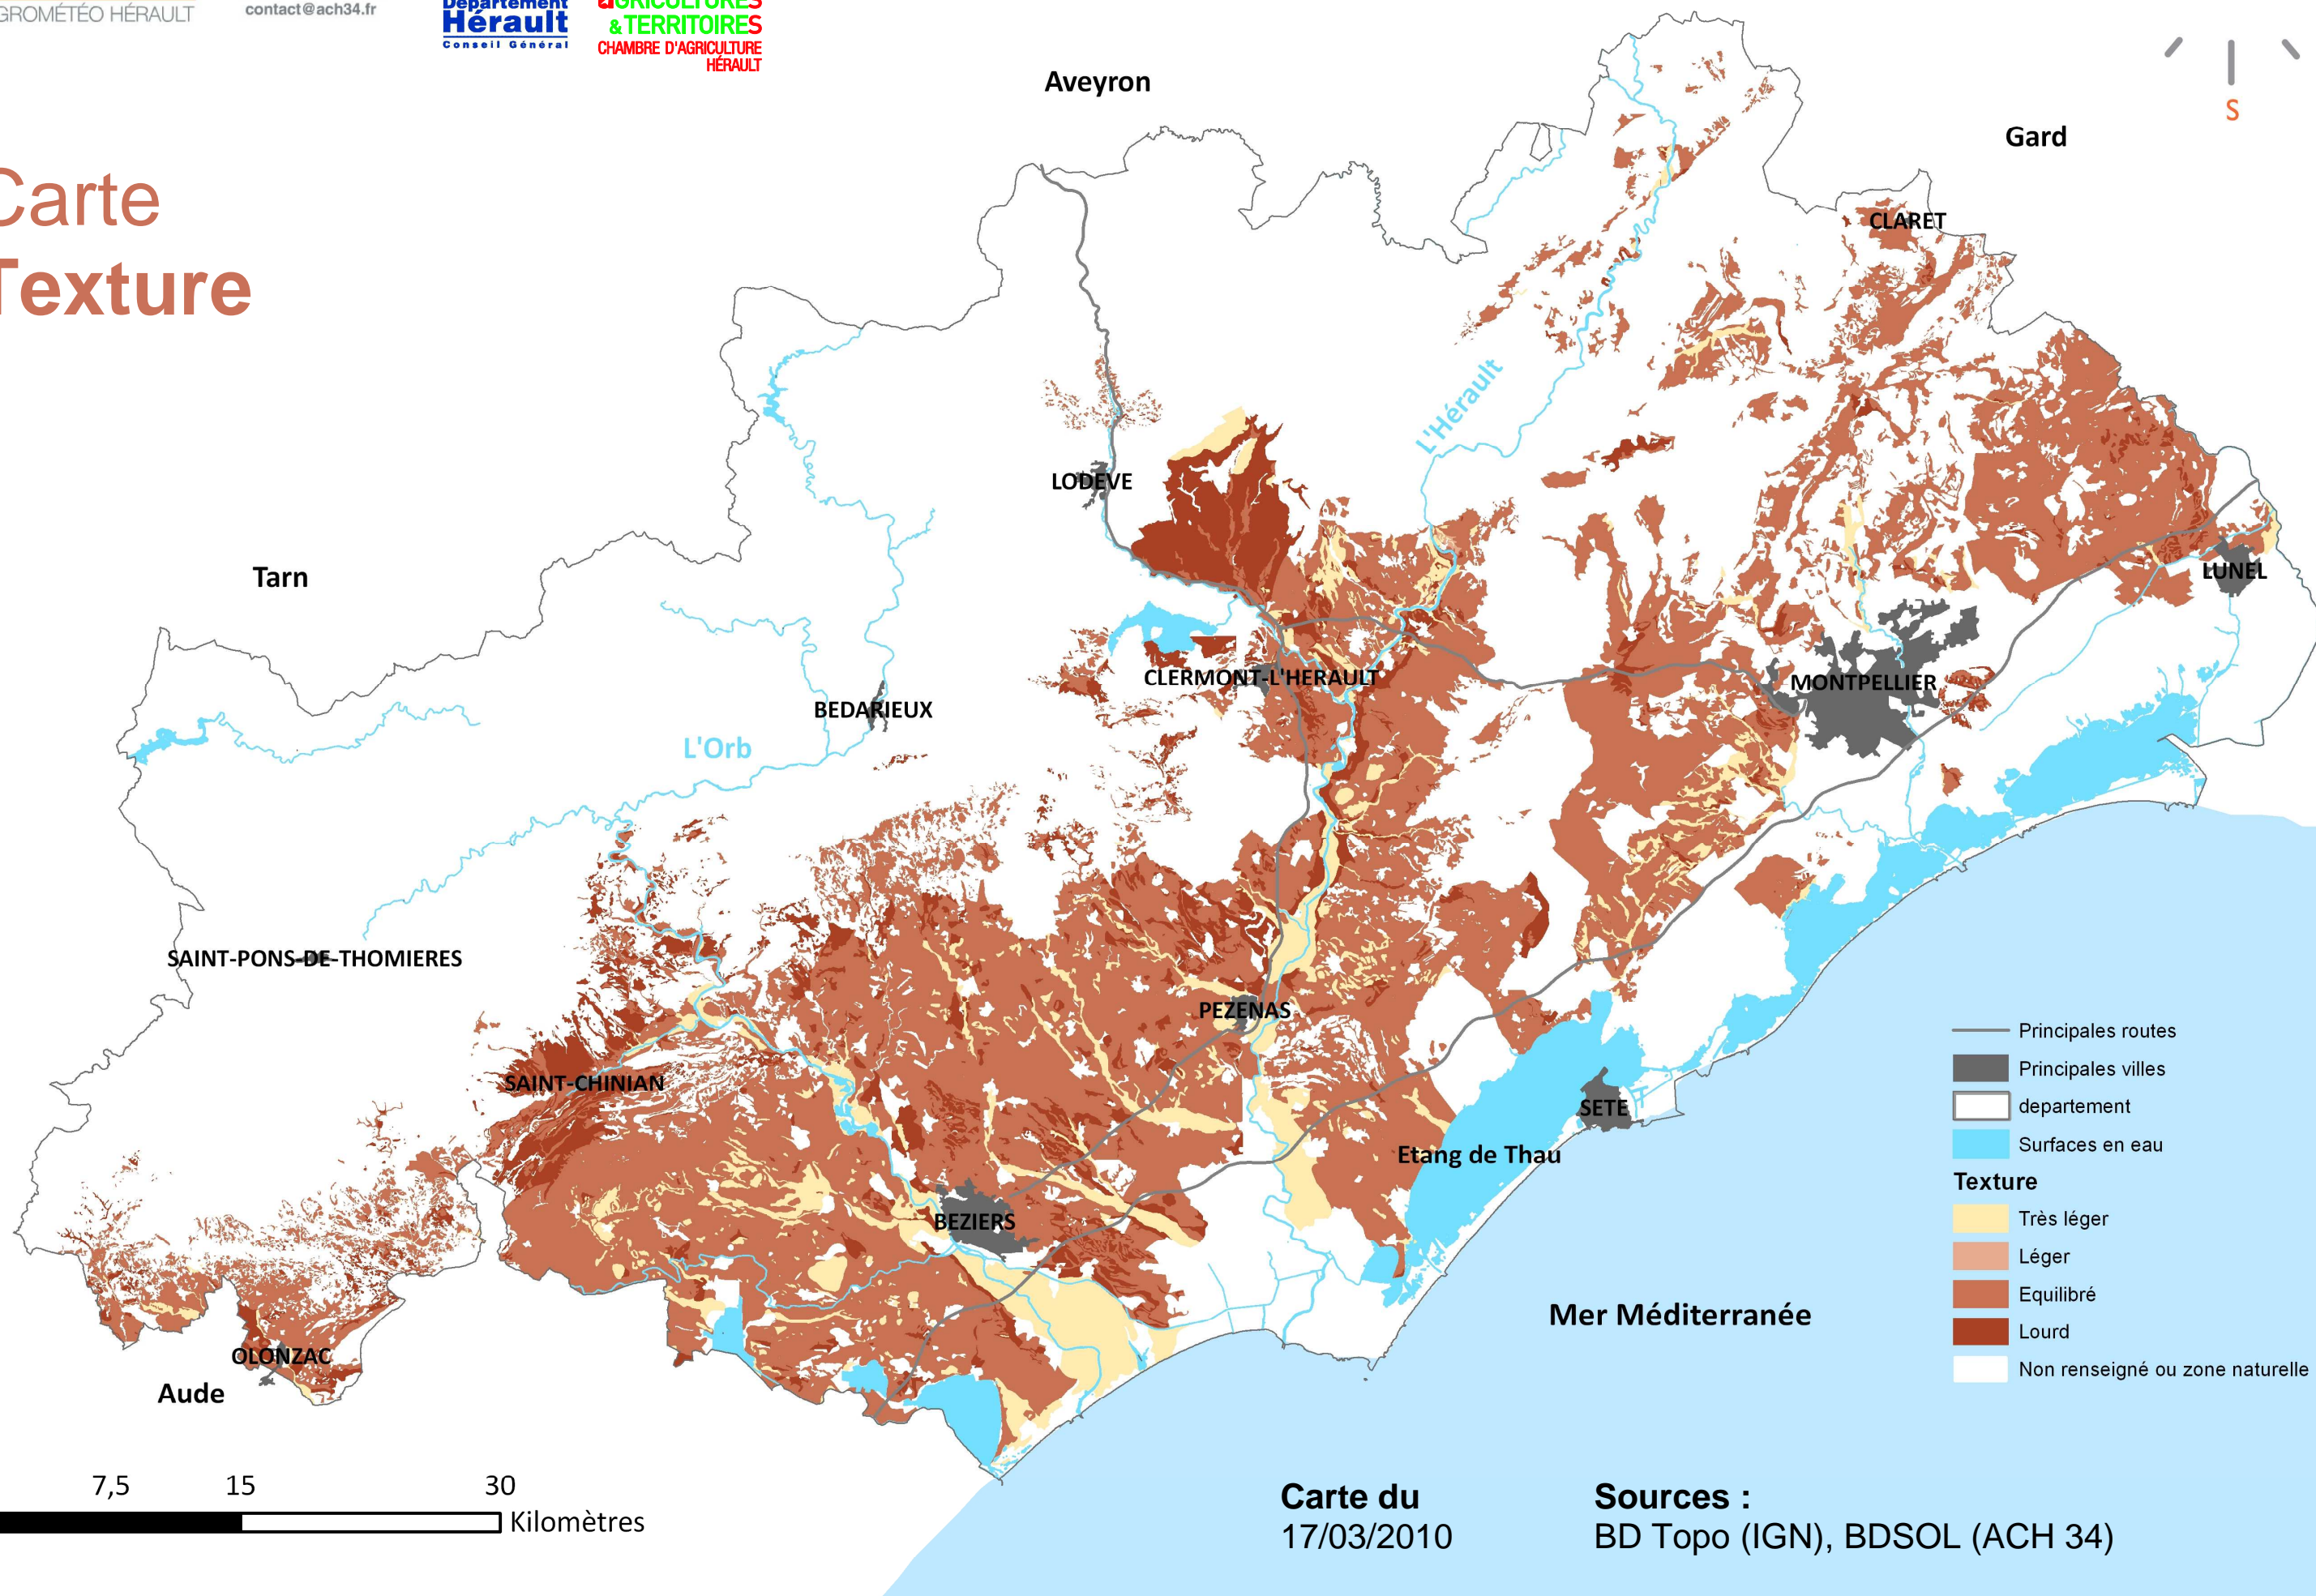 contact@ach34.fr
Département
Hérault
Conseil Général
&TERRITOIRES
CHAMBRE D'AGRICULTURE
HÉRAULT
Aveyron
Gard
S
Carte
Texture
CLARET
L'Hérault
LODEVE
Tarn
LUNEL
CLERMONT-L'HERAULT
MONTPELLIER
BEDARIEUX
L'Orb
SAINT-PONS-DE-THOMIERES
PEZENAS
SAINT-CHINIAN
SETE
Etang de Thau
BEZIERS
Mer Méditerranée
OLONZAC
Aude
Principales routes
Principales villes
departement
Surfaces en eau
Texture
Très léger
Léger
Equilibré
Lourd
Non renseigné ou zone naturelle
7,5 15 30
Kilomètres
Carte du
17/03/2010
Sources :
BD Topo (IGN), BDSOL (ACH 34)